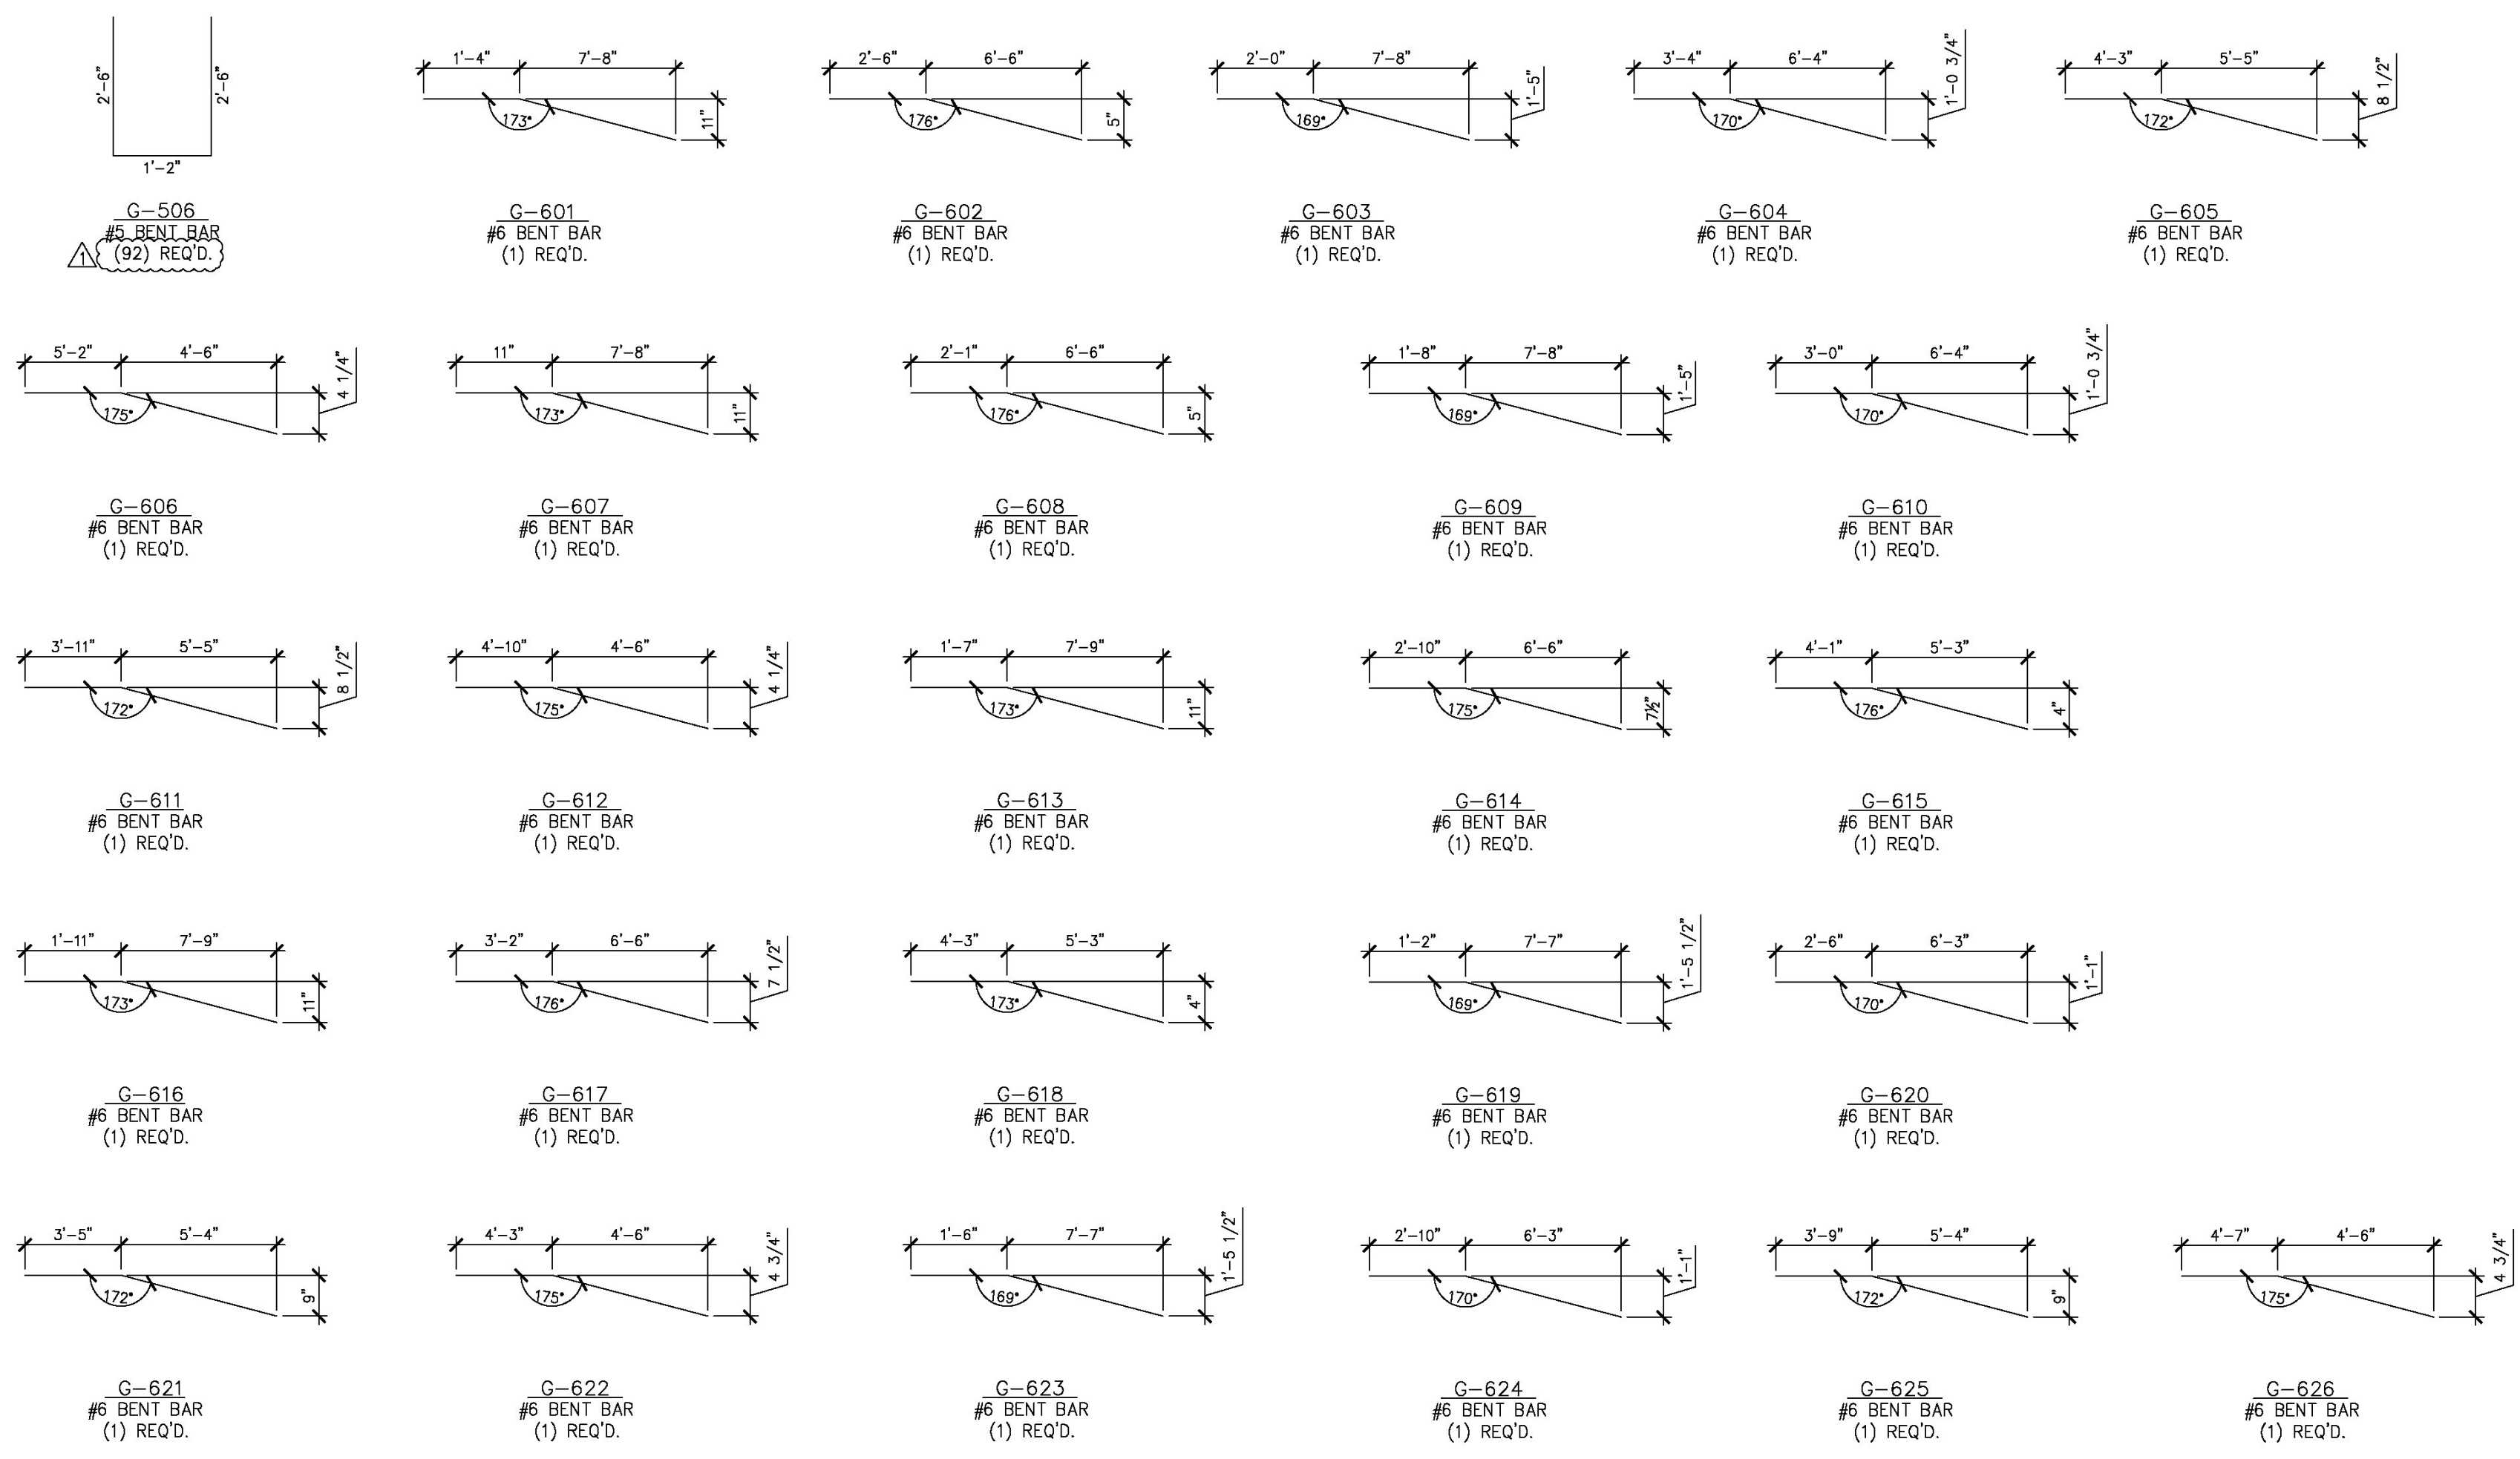 2'-6"
2'-6"
1'-2"
G-506
#5 BENT BAR
1
(92) REQ'D.
1'-4"
7'-8"
173°
11"
G-601
#6 BENT BAR
(1) REQ'D.
2'-6"
6'-6"
176°
5"
G-602
#6 BENT BAR
(1) REQ'D.
2'-0"
7'-8"
169°
1'-5"
G-603
#6 BENT BAR
(1) REQ'D.
3'-4"
6'-4"
170°
1'-0 3/4"
G-604
#6 BENT BAR
(1) REQ'D.
4'-3"
5'-5"
172°
8 1/2"
G-605
#6 BENT BAR
(1) REQ'D.
5'-2"
4'-6"
175°
4 1/4"
G-606
#6 BENT BAR
(1) REQ'D.
11"
7'-8"
173°
11"
G-607
#6 BENT BAR
(1) REQ'D.
2'-1"
6'-6"
176°
5"
G-608
#6 BENT BAR
(1) REQ'D.
1'-8"
7'-8"
169°
1'-5"
G-609
#6 BENT BAR
(1) REQ'D.
3'-0"
6'-4"
170°
1'-0 3/4"
G-610
#6 BENT BAR
(1) REQ'D.
3'-11"
5'-5"
172°
8 1/2"
G-611
#6 BENT BAR
(1) REQ'D.
4'-10"
4'-6"
175°
4 1/4"
G-612
#6 BENT BAR
(1) REQ'D.
1'-7"
7'-9"
173°
11"
G-613
#6 BENT BAR
(1) REQ'D.
2'-10"
6'-6"
175°
7½"
G-614
#6 BENT BAR
(1) REQ'D.
4'-1"
5'-3"
176°
4"
G-615
#6 BENT BAR
(1) REQ'D.
1'-11"
7'-9"
173°
11"
G-616
#6 BENT BAR
(1) REQ'D.
3'-2"
6'-6"
176°
7 1/2"
G-617
#6 BENT BAR
(1) REQ'D.
4'-3"
5'-3"
173°
4"
G-618
#6 BENT BAR
(1) REQ'D.
1'-2"
7'-7"
169°
1'-5 1/2"
G-619
#6 BENT BAR
(1) REQ'D.
2'-6"
6'-3"
170°
1'-1"
G-620
#6 BENT BAR
(1) REQ'D.
3'-5"
5'-4"
172°
9"
G-621
#6 BENT BAR
(1) REQ'D.
4'-3"
4'-6"
175°
4 3/4"
G-622
#6 BENT BAR
(1) REQ'D.
1'-6"
7'-7"
169°
1'-5 1/2"
G-623
#6 BENT BAR
(1) REQ'D.
2'-10"
6'-3"
170°
1'-1"
G-624
#6 BENT BAR
(1) REQ'D.
3'-9"
5'-4"
172°
9"
G-625
#6 BENT BAR
(1) REQ'D.
4'-7"
4'-6"
175°
4 3/4"
G-626
#6 BENT BAR
(1) REQ'D.